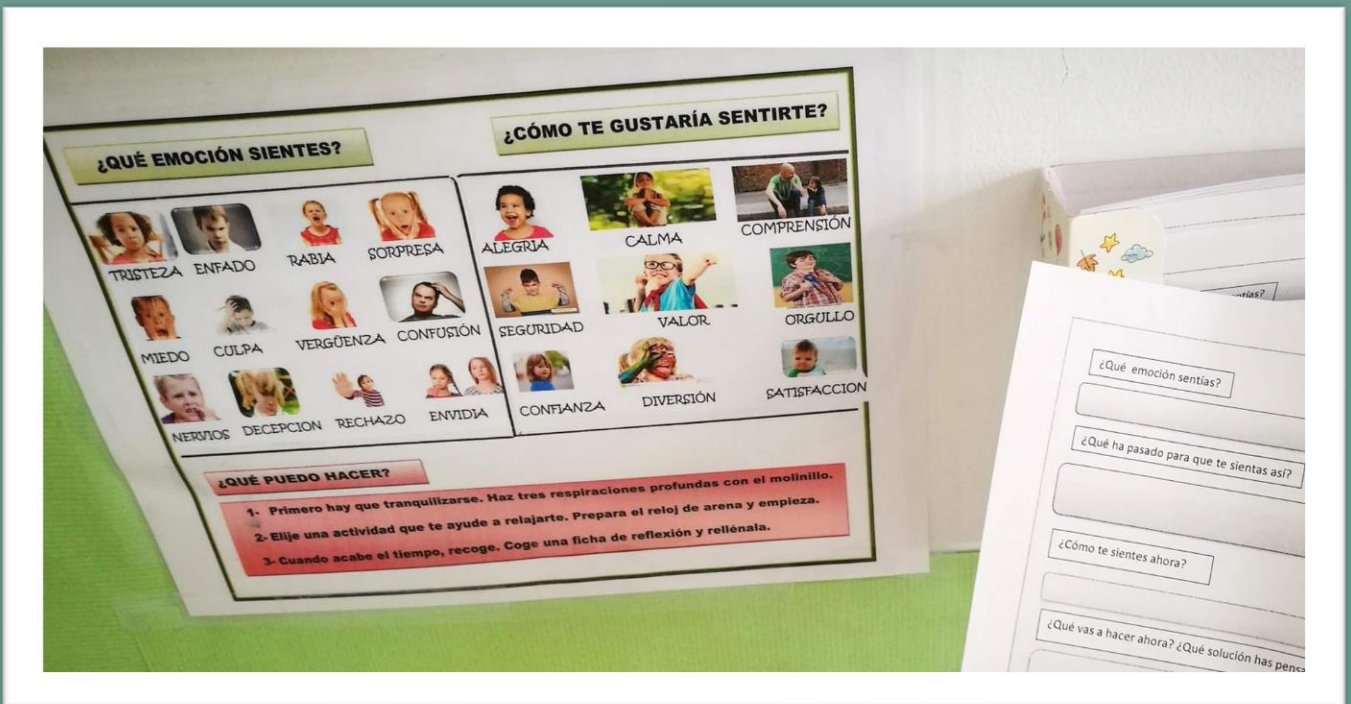 ¿QUÉ EMOCIÓN SIENTES?
¿CÓMO TE GUSTARÍA SENTIRTE?
TRISTEZA ENFADO RABIA SORPRESA
MIEDO CULPA VERGÜENZA CONFUSIÓN
NERVIOS DECEPCION RECHAZO ENVIDIA
ALEGRIA CALMA COMPRENSIÓN
SEGURIDAD VALOR ORGULLO
CONFIANZA DIVERSIÓN SATISFACCION
¿QUÉ PUEDO HACER?
1- Primero hay que tranquilizarse. Haz tres respiraciones profundas con el molinillo.
2- Elije una actividad que te ayude a relajarte. Prepara el reloj de arena y empieza.
3- Cuando acabe el tiempo, recoge. Coge una ficha de reflexión y rellénala.
¿Qué emoción sentías?
¿Qué ha pasado para que te sientas así?
¿Cómo te sientes ahora?
¿Qué vas a hacer ahora? ¿Qué solución has